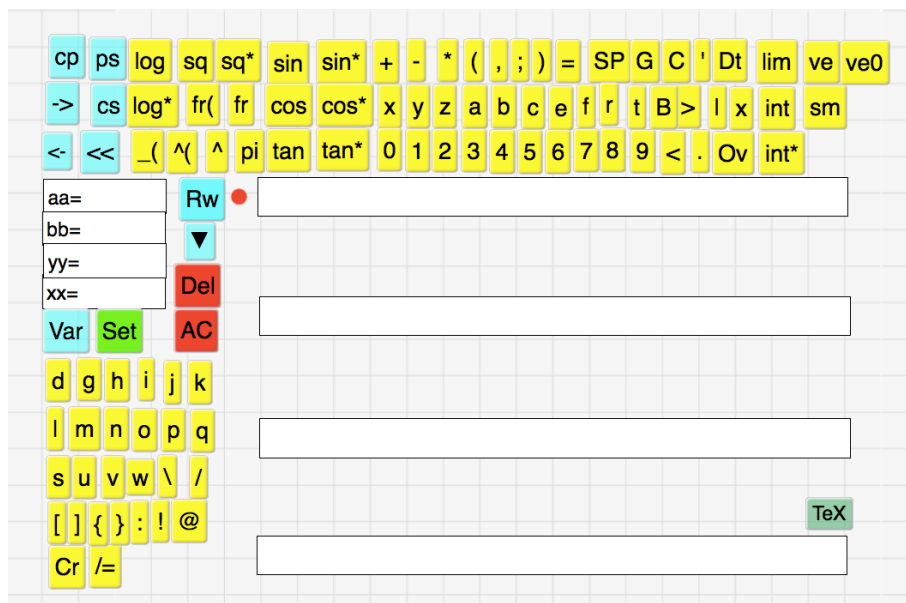 cp ps log sq sq* sin sin* + - * ( , ; ) = SP G C ' Dt lim ve ve0
-> cs log* fr( fr cos cos* x y z a b c e f r t B > l x int sm
<- << _( ^( ^ pi tan tan* 0 1 2 3 4 5 6 7 8 9 < . Ov int*
aa= Rw
bb=
▼
yy=
xx= Del
Var Set AC
d g h i j k
l m n o p q
s u v w \ /
[ ] { } : ! @ TeX
Cr /=